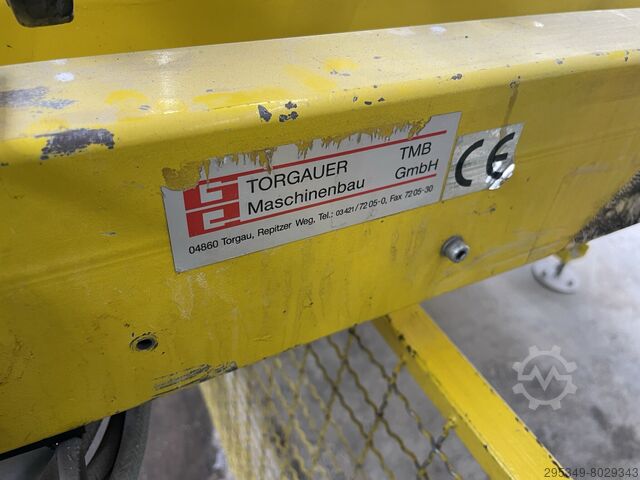 TORGAUER TMB
Maschinenbau GmbH
04860 Torgau, Repitzer Weg, Tel.: 03421/7205-0, Fax 7205-30
CE
295349-8029343